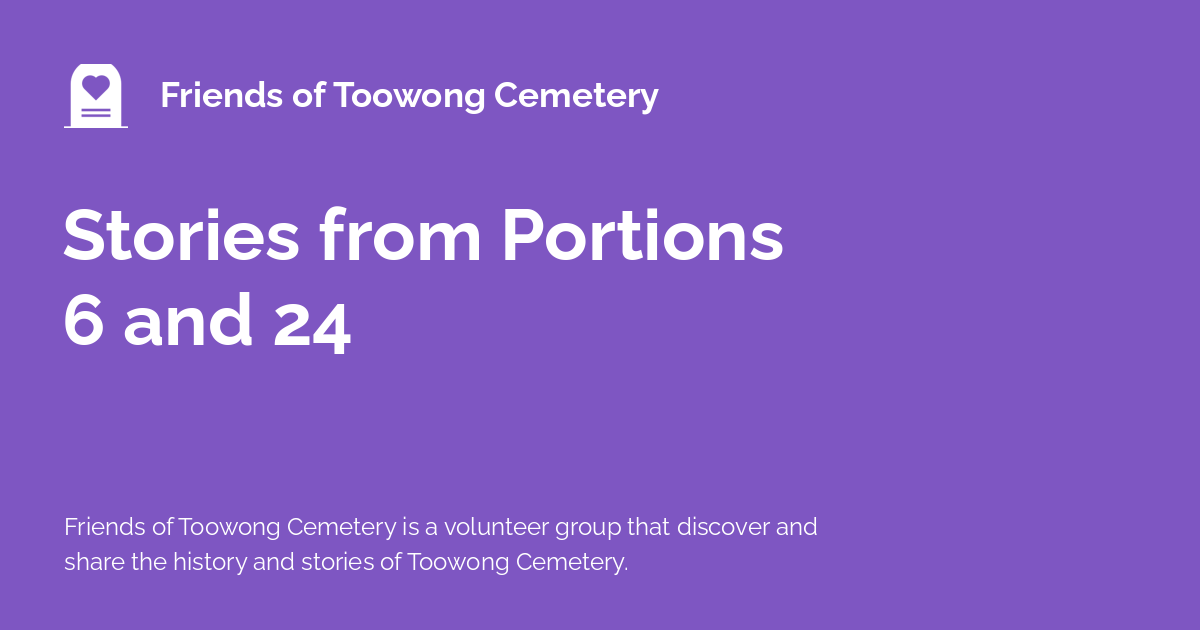 Friends of Toowong Cemetery
Stories from Portions
6 and 24
Friends of Toowong Cemetery is a volunteer group that discover and
share the history and stories of Toowong Cemetery.